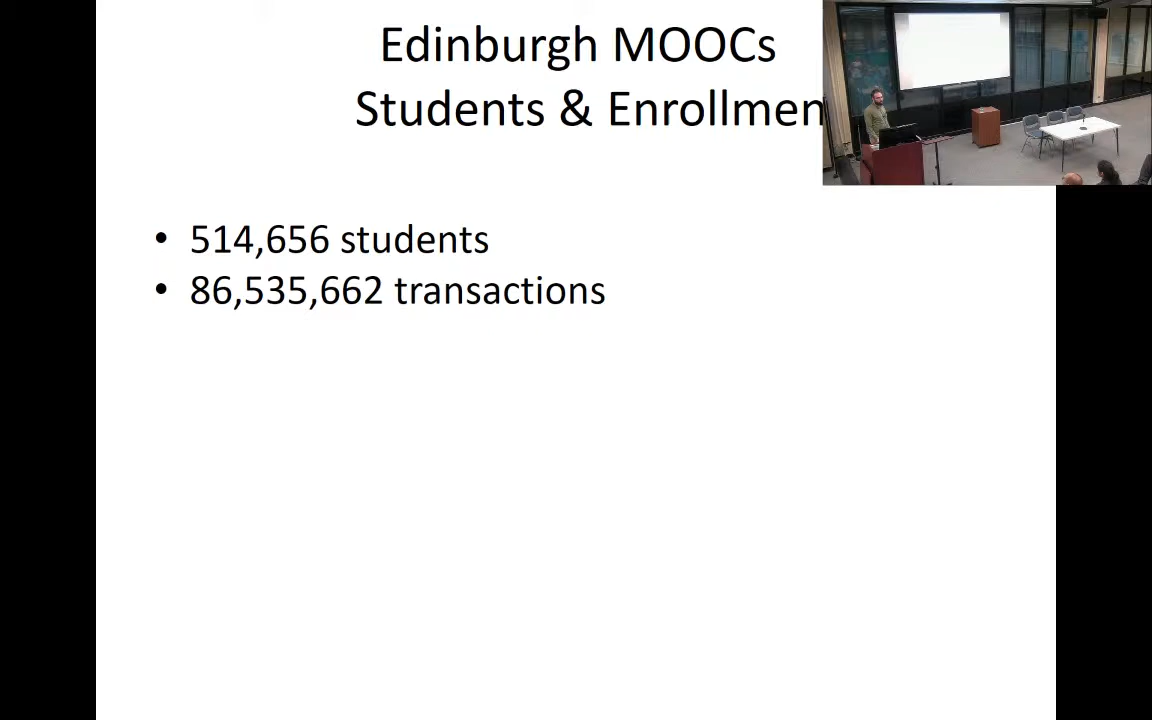 Edinburgh MOOCs
Students & Enrollmen
• 514,656 students
• 86,535,662 transactions